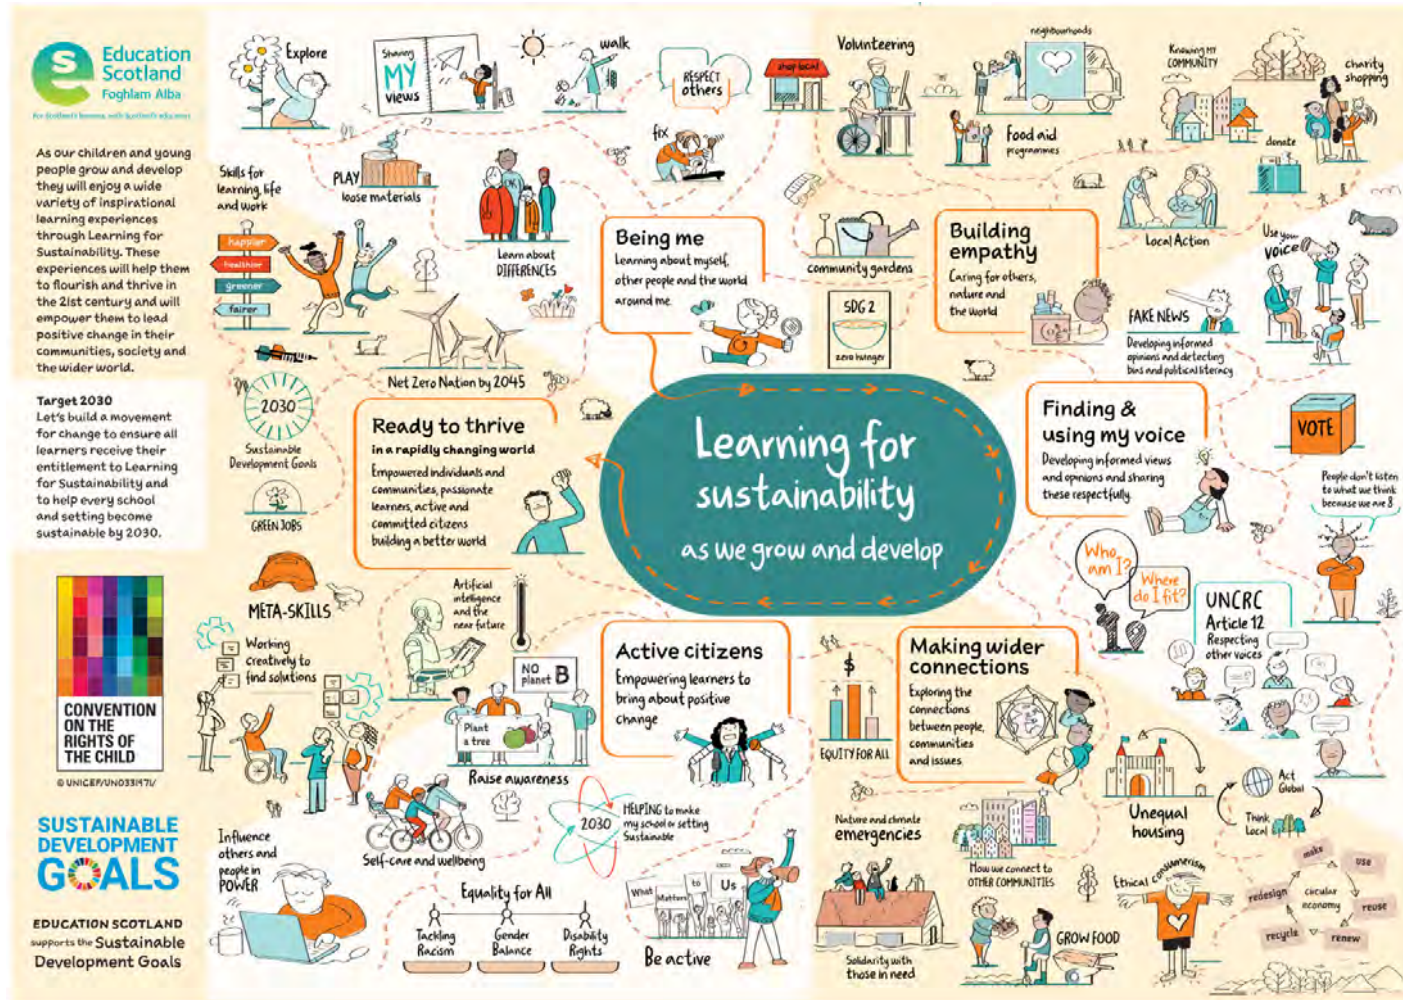 Education
Scotland
Foghlam Alba
For Scotland's learners, with Scotland's educators
As our children and young
people grow and develop
they will enjoy a wide
variety of inspirational
learning experiences
through Learning for
Sustainability. These
experiences will help them
to flourish and thrive in
the 21st century and will
empower them to lead
positive change in their
communities, society and
the wider world.
Target 2030
Let's build a movement
for change to ensure all
learners receive their
entitlement to Learning
for Sustainability and
to help every school
and setting become
sustainable by 2030.
CONVENTION
ON THE
RIGHTS OF
THE CHILD
© UNICEF/UN0331471/
SUSTAINABLE
DEVELOPMENT
GOALS
EDUCATION SCOTLAND
supports the Sustainable
Development Goals
Explore
Sharing
MY
views
walk
RESPECT
others
fix
shop local
PLAY
loose materials
Learn about
DIFFERENCES
Skills for
learning, life
and work
happier
healthier
greener
fairer
Being me
Learning about myself,
other people and the world
around me
Volunteering
neighbourhoods
Food aid
programmes
Knowing MY
COMMUNITY
charity
shopping
donate
Local Action
community gardens
SDG 2
zero hunger
Building
empathy
Caring for others,
nature and
the world
Use your
VOICE
FAKE NEWS
Developing informed
opinions and detecting
bias and political literacy
Finding &
using my voice
Developing informed views
and opinions and sharing
these respectfully
VOTE
People don't listen
to what we think
because we are 8
Who
am I?
Where
do I fit?
UNCRC
Article 12
Respecting
other voices
Learning for
sustainability
as we grow and develop
Net Zero Nation by 2045
2030
Sustainable
Development Goals
GREEN JOBS
META-SKILLS
Ready to thrive
in a rapidly changing world
Empowered individuals and
communities, passionate
learners, active and
committed citizens
building a better world
Artificial
intelligence
and the
near future
Working
creatively to
find solutions
NO
planet B
Plant
a tree
Raise awareness
Active citizens
Empowering learners to
bring about positive
change
Self-care and wellbeing
2030
HELPING to make
my school or setting
Sustainable
Influence
others and
people in
POWER
Equality for All
Tackling
Racism
Gender
Balance
Disability
Rights
What
Matters
to
Us
Be active
$
EQUITY FOR ALL
Making wider
connections
Exploring the
connections
between people,
communities
and issues
Nature and climate
emergencies
Solidarity with
those in need
How we connect to
OTHER COMMUNITIES
GROW FOOD
Unequal
housing
Act
Global
Think
Local
Ethical consumerism
make
use
reuse
renew
recycle
redesign
circular
economy